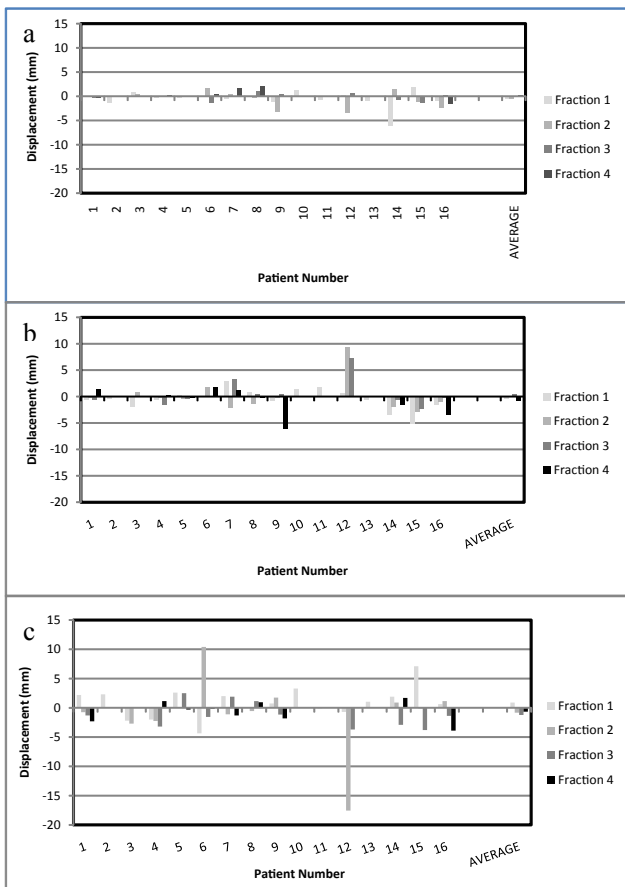 a
15
10
5
0
-5
-10
-15
-20
Displacement (mm)
1 2 3 4 5 6 7 8 9 10 11 12 13 14 15 16 AVERAGE
Patient Number
Fraction 1
Fraction 2
Fraction 3
Fraction 4
b
15
10
5
0
-5
-10
-15
-20
Displacement (mm)
1 2 3 4 5 6 7 8 9 10 11 12 13 14 15 16 AVERAGE
Patient Number
Fraction 1
Fraction 2
Fraction 3
Fraction 4
c
15
10
5
0
-5
-10
-15
-20
Displacement (mm)
1 2 3 4 5 6 7 8 9 10 11 12 13 14 15 16 AVERAGE
Patient Number
Fraction 1
Fraction 2
Fraction 3
Fraction 4